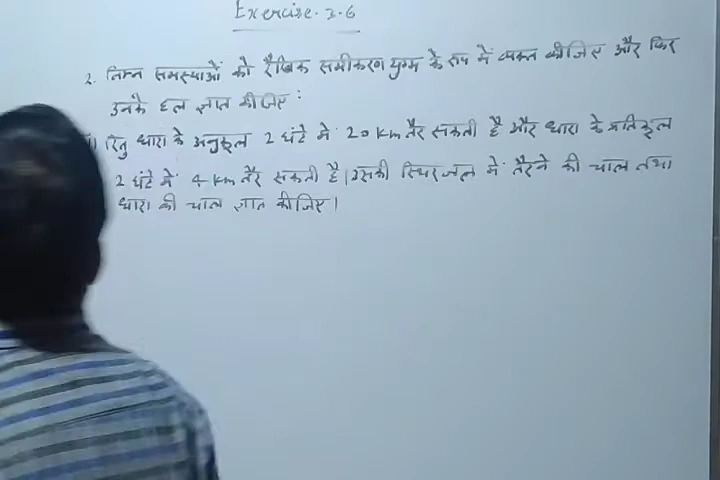 Exercise. 3.6
2. निम्न समस्याओं को रैखिक समीकरण युग्म के रुप में व्यक्त कीजिए और फिर
उनके हल ज्ञात कीजिए:
) रितु धारा के अनुकूल 2 घंटे में 20 km तैर सकती है और धारा के प्रतिकूल
2 घंटे में 4 km तैर सकती है। उसकी स्थिर जल में तैरने की चाल तथा
धारा की चाल ज्ञात कीजिए।